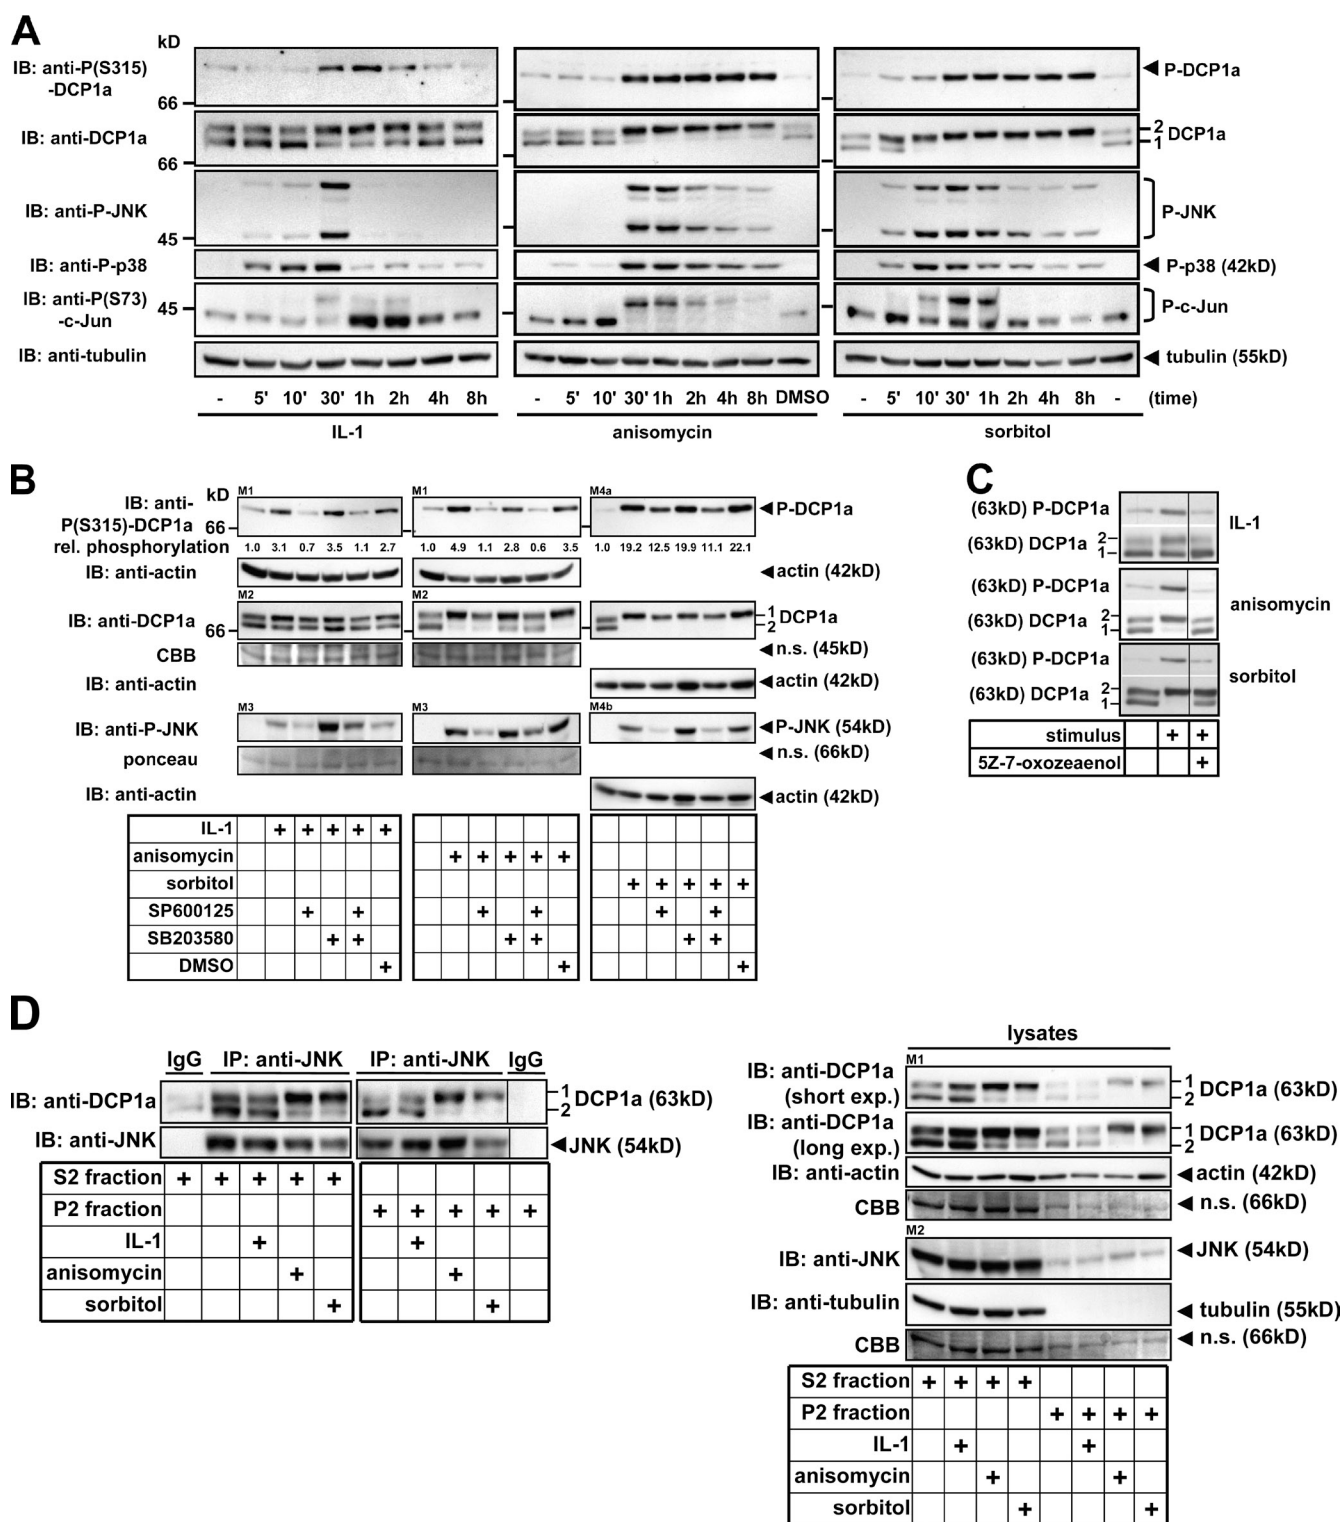 A
kD
IB: anti-P(S315)
-DCP1a
66
P-DCP1a
IB: anti-DCP1a
66
2
1
DCP1a
IB: anti-P-JNK
45
P-JNK
IB: anti-P-p38
P-p38 (42kD)
IB: anti-P(S73)
-c-Jun
45
P-c-Jun
IB: anti-tubulin
tubulin (55kD)
- 5' 10' 30' 1h 2h 4h 8h - 5' 10' 30' 1h 2h 4h 8h DMSO - 5' 10' 30' 1h 2h 4h 8h - (time)
IL-1 anisomycin sorbitol
B
kD
IB: anti-
P(S315)-DCP1a
66
M1 M1 M4a
P-DCP1a
rel. phosphorylation 1.0 3.1 0.7 3.5 1.1 2.7 1.0 4.9 1.1 2.8 0.6 3.5 1.0 19.2 12.5 19.9 11.1 22.1
IB: anti-actin actin (42kD)
M2 M2
IB: anti-DCP1a
66
1
2
DCP1a
CBB n.s. (45kD)
IB: anti-actin actin (42kD)
M3 M3 M4b
IB: anti-P-JNK P-JNK (54kD)
ponceau n.s. (66kD)
IB: anti-actin actin (42kD)
IL-1 + + + + +
anisomycin + + + + +
sorbitol + + + + +
SP600125 + + + + + +
SB203580 + + + + + +
DMSO + + +
C
(63kD) P-DCP1a
(63kD) DCP1a 2
1
IL-1
(63kD) P-DCP1a
(63kD) DCP1a 2
1
anisomycin
(63kD) P-DCP1a
(63kD) DCP1a 2
1
sorbitol
stimulus + +
5Z-7-oxozeaenol +
D
IgG IP: anti-JNK IP: anti-JNK IgG
IB: anti-DCP1a
1
2
DCP1a (63kD)
IB: anti-JNK JNK (54kD)
S2 fraction + + + + +
P2 fraction + + + + +
IL-1 + +
anisomycin + +
sorbitol + +
lysates
M1
IB: anti-DCP1a
(short exp.)
1
2
DCP1a (63kD)
IB: anti-DCP1a
(long exp.)
1
2
DCP1a (63kD)
IB: anti-actin actin (42kD)
CBB n.s. (66kD)
M2
IB: anti-JNK JNK (54kD)
IB: anti-tubulin tubulin (55kD)
CBB n.s. (66kD)
S2 fraction + + + +
P2 fraction + + + +
IL-1 + +
anisomycin + +
sorbitol + +